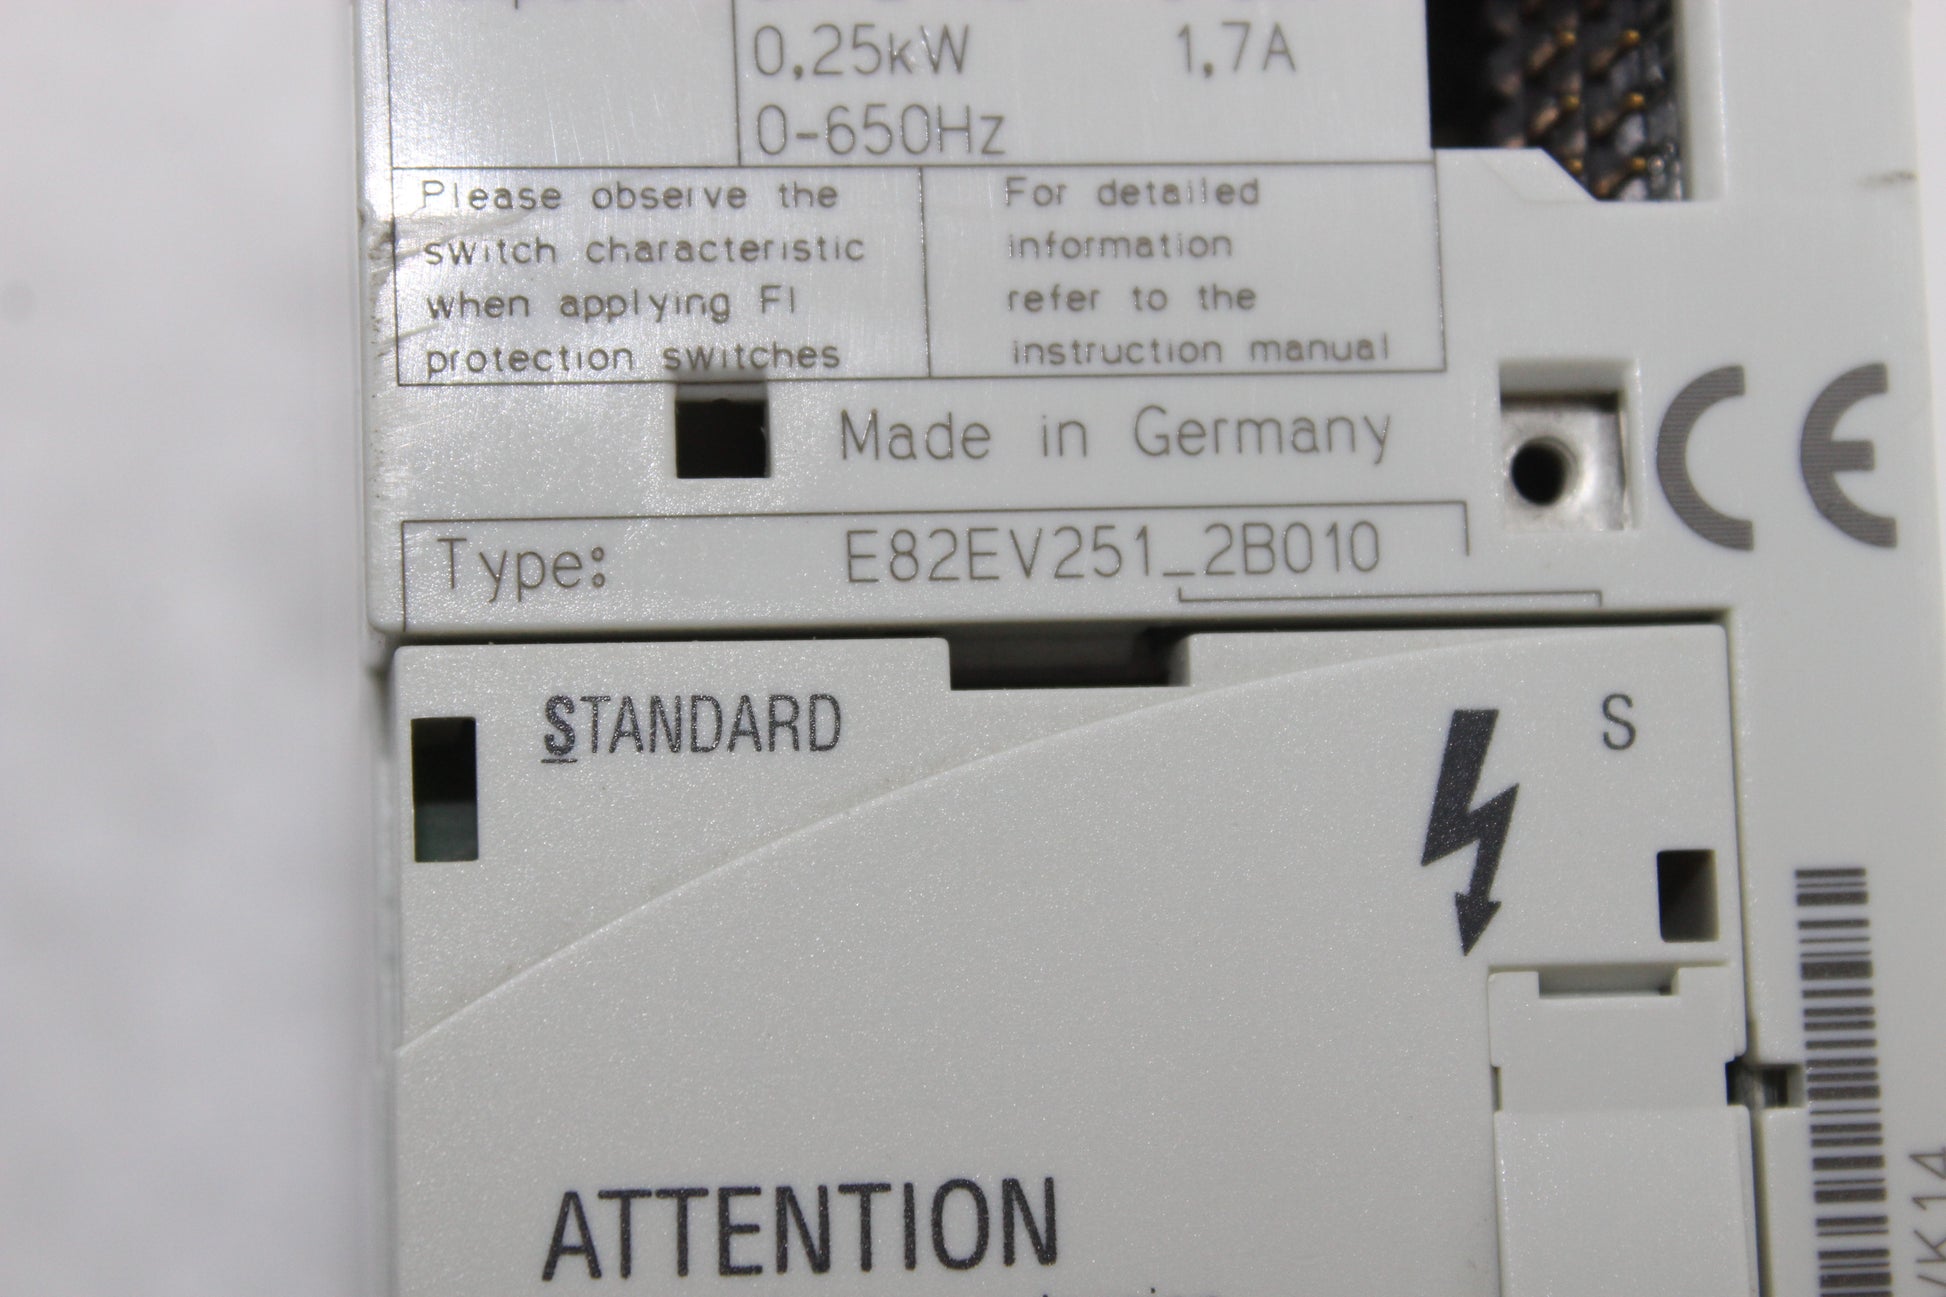 0,25kW 1,7A
0-650Hz
Please observe the
switch characteristic
when applying FI
protection switches
For detailed
information
refer to the
instruction manual
Made in Germany
CE
Type: E82EV251_2B010
STANDARD
S
ATTENTION